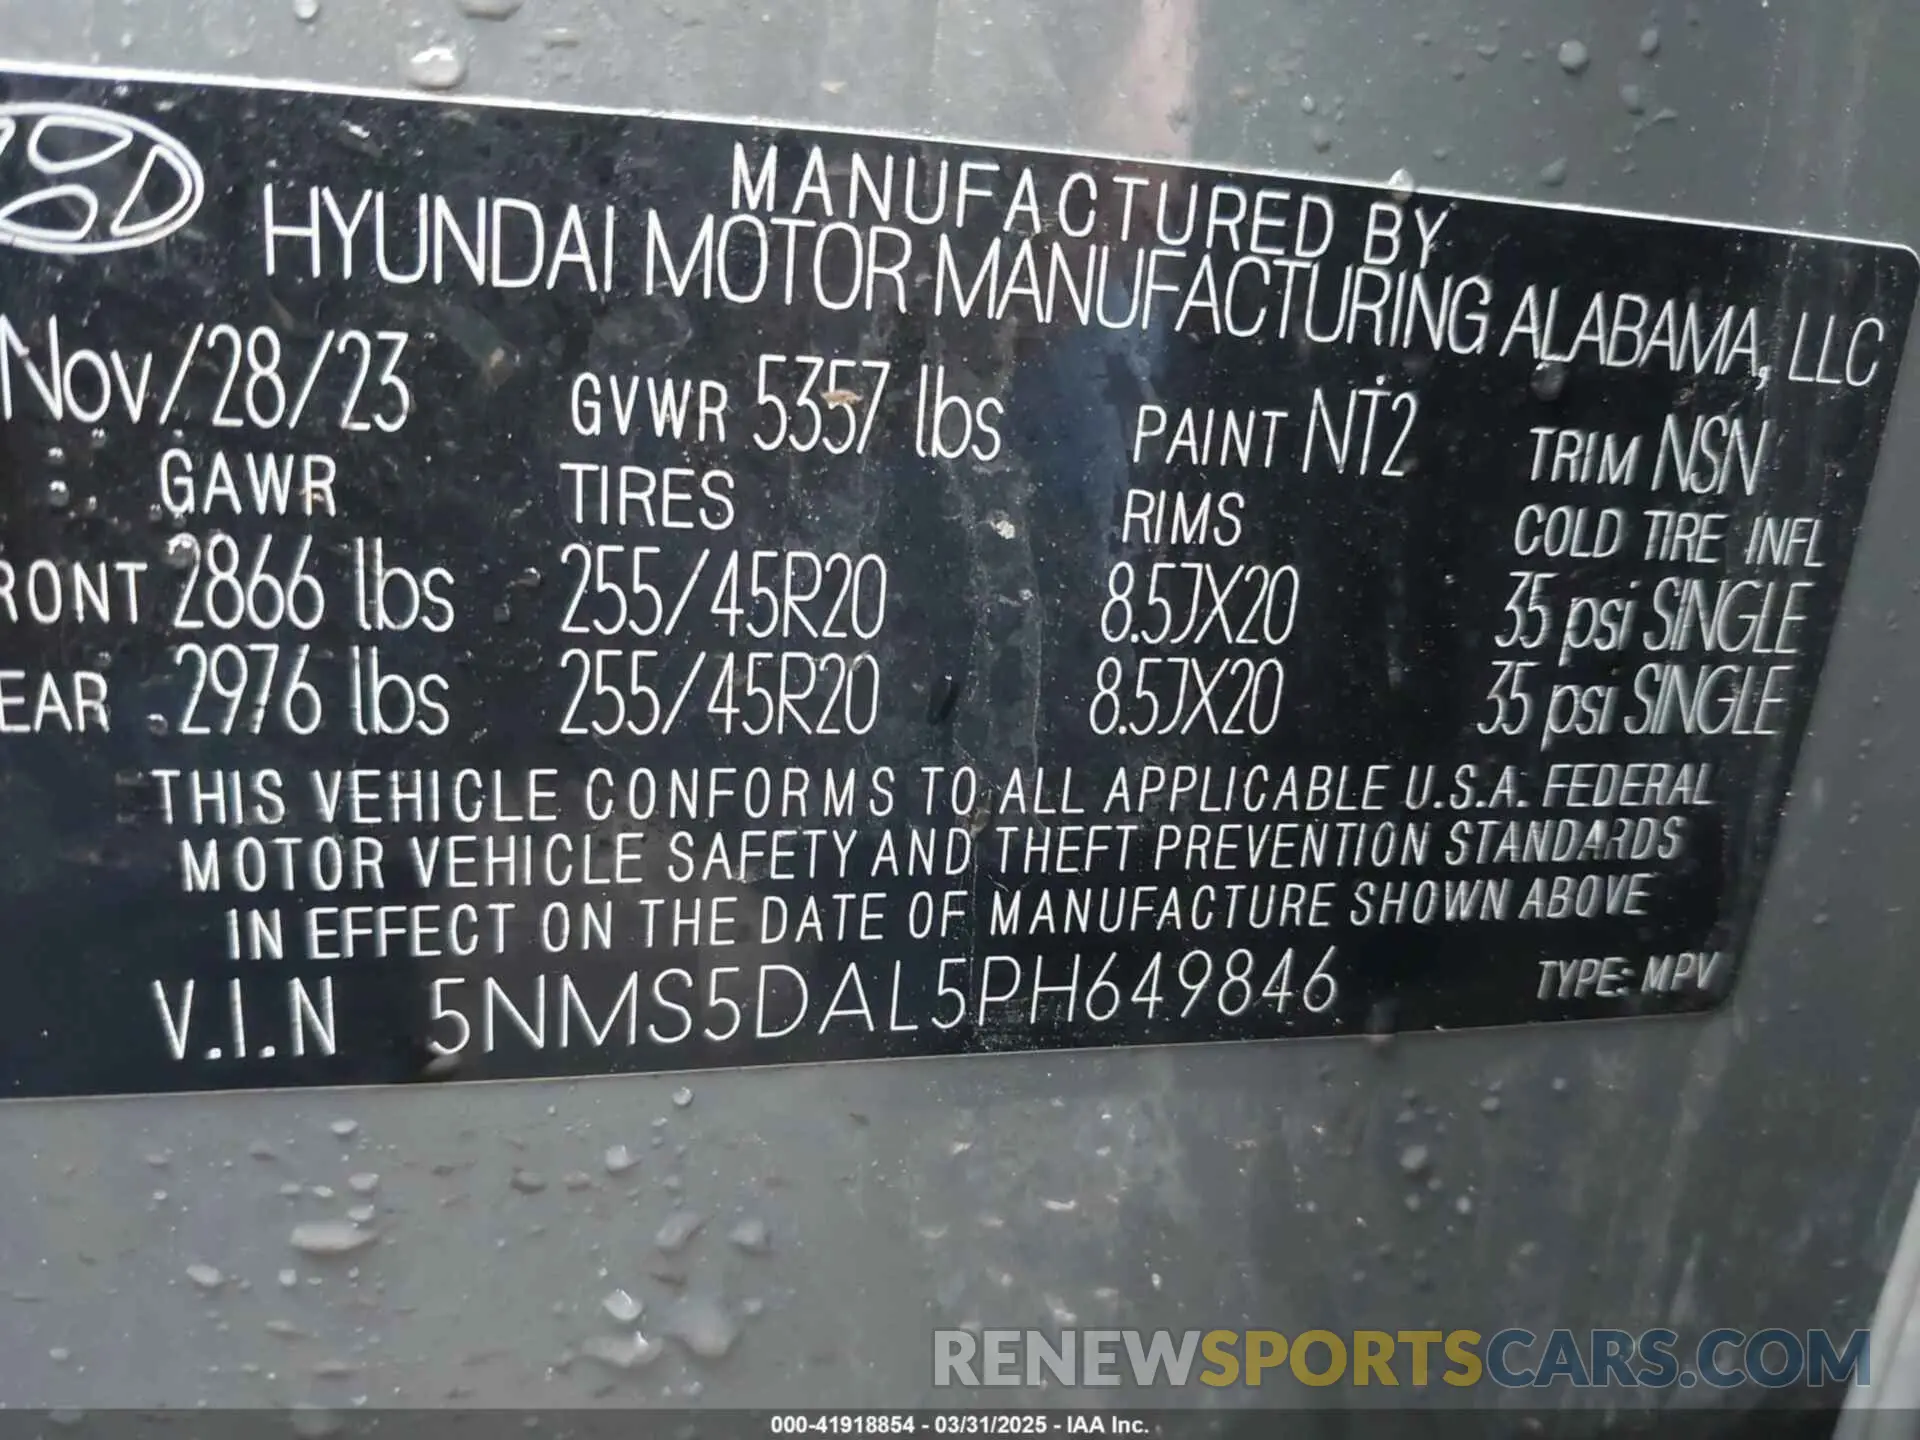 MANUFACTURED BY
HYUNDAI MOTOR MANUFACTURING ALABAMA, LLC
Nov/28/23 GVWR 5357 lbs PAINT NT2 TRIM NSN
GAWR TIRES RIMS COLD TIRE INFL
RONT 2866 lbs 255/45R20 8.5JX20 35 psi SINGLE
EAR 2976 lbs 255/45R20 8.5JX20 35 psi SINGLE
THIS VEHICLE CONFORMS TO ALL APPLICABLE U.S.A. FEDERAL
MOTOR VEHICLE SAFETY AND THEFT PREVENTION STANDARDS
IN EFFECT ON THE DATE OF MANUFACTURE SHOWN ABOVE
V.I.N 5NMS5DAL5PH649846 TYPE: MPV
RENEWSPORTSCARS.COM
000-41918854 - 03/31/2025 - IAA Inc.